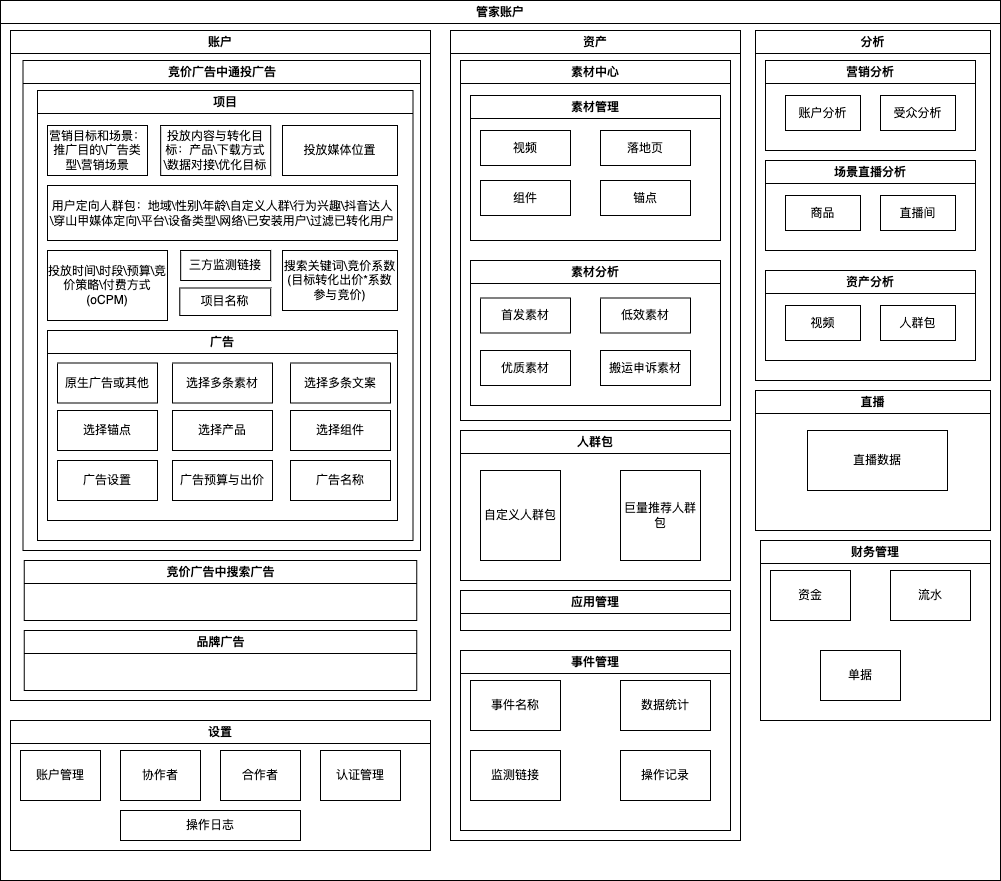 管家账户
账户
竞价广告中通投广告
项目
营销目标和场景：
推广目的\广告类
型\营销场景
投放内容与转化目
标：产品\下载方式
\数据对接\优化目标
投放媒体位置
用户定向人群包：地域\性别\年龄\自定义人群\行为兴趣\抖音达人
\穿山甲媒体定向\平台\设备类型\网络\已安装用户\过滤已转化用户
投放时间\时段\预算\竞
价策略\付费方式
(oCPM)
三方监测链接
项目名称
搜索关键词\竞价系数
(目标转化出价*系数
参与竞价)
广告
原生广告或其他
选择多条素材
选择多条文案
选择锚点
选择产品
选择组件
广告设置
广告预算与出价
广告名称
竞价广告中搜索广告
品牌广告
设置
账户管理
协作者
合作者
认证管理
操作日志
资产
素材中心
素材管理
视频
落地页
组件
锚点
素材分析
首发素材
低效素材
优质素材
搬运申诉素材
人群包
自定义人群包
巨量推荐人群
包
应用管理
事件管理
事件名称
数据统计
监测链接
操作记录
分析
营销分析
账户分析
受众分析
场景直播分析
商品
直播间
资产分析
视频
人群包
直播
直播数据
财务管理
资金
流水
单据